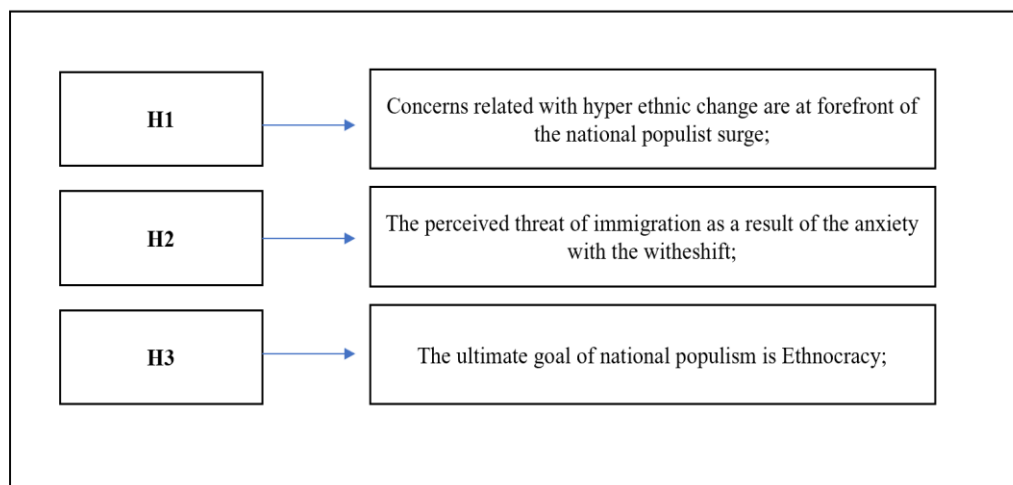 H1
Concerns related with hyper ethnic change are at forefront of
the national populist surge;
H2
The perceived threat of immigration as a result of the anxiety
with the witheshift;
H3
The ultimate goal of national populism is Ethnocracy;